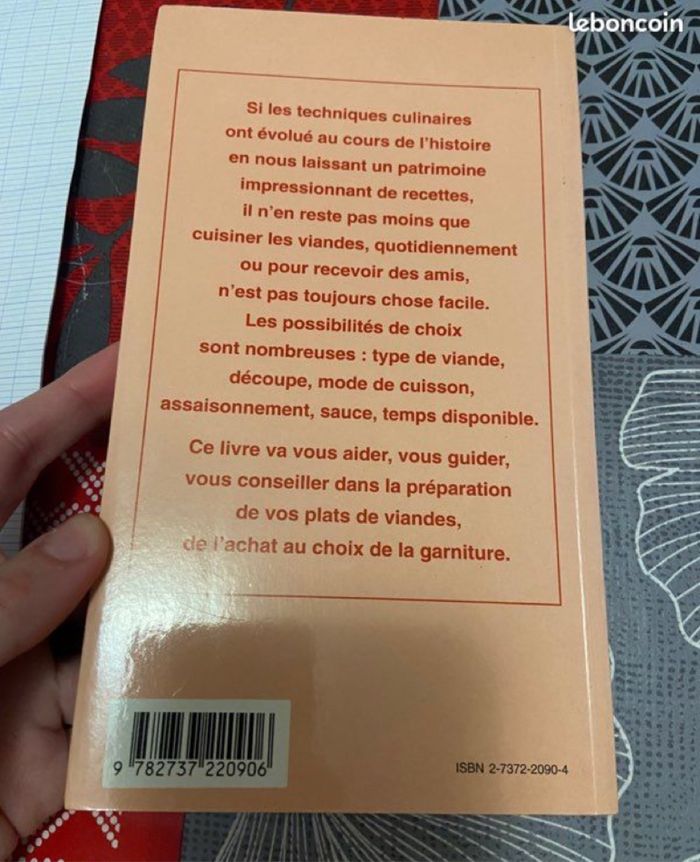 leboncoin
Si les techniques culinaires
ont évolué au cours de l'histoire
en nous laissant un patrimoine
impressionnant de recettes,
il n'en reste pas moins que
cuisiner les viandes, quotidiennement
ou pour recevoir des amis,
n'est pas toujours chose facile.
Les possibilités de choix
sont nombreuses : type de viande,
découpe, mode de cuisson,
assaisonnement, sauce, temps disponible.
Ce livre va vous aider, vous guider,
vous conseiller dans la préparation
de vos plats de viandes,
de l'achat au choix de la garniture.
9 782737 220906
ISBN 2-7372-2090-4